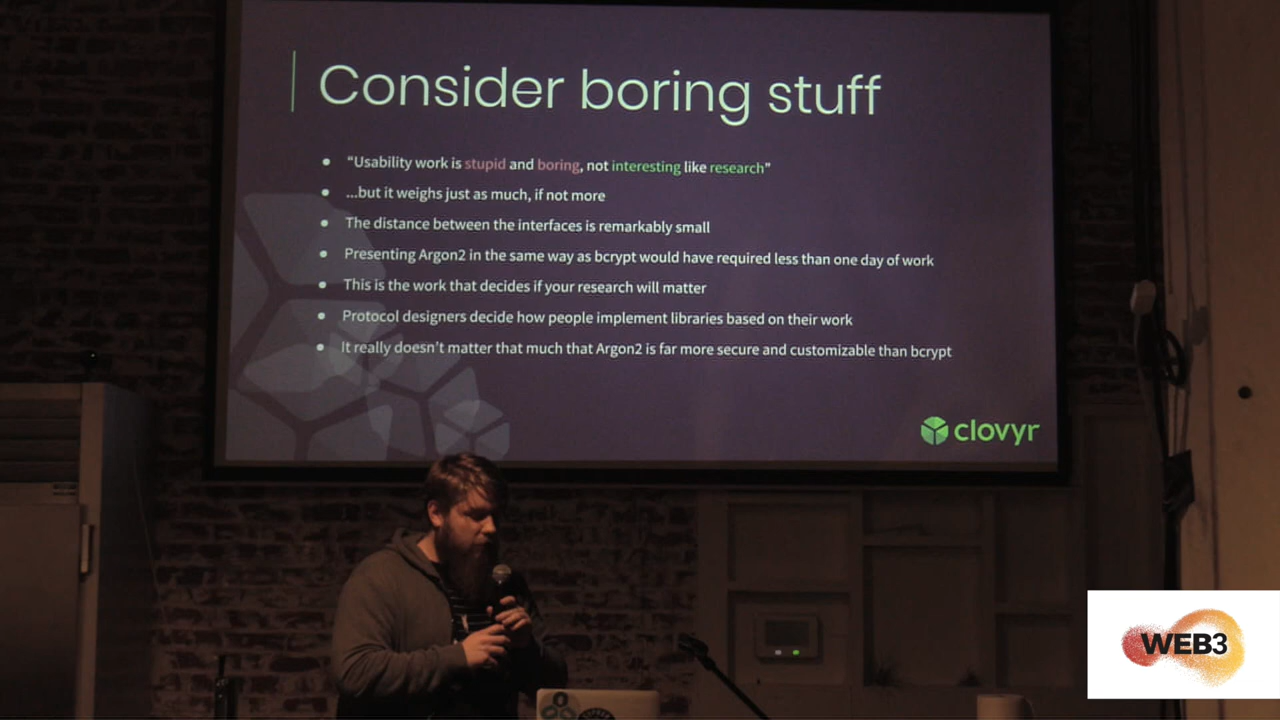 Consider boring stuff
“Usability work is stupid and boring, not interesting like research”
...but it weighs just as much, if not more
The distance between the interfaces is remarkably small
Presenting Argon2 in the same way as bcrypt would have required less than one day of work
This is the work that decides if your research will matter
Protocol designers decide how people implement libraries based on their work
It really doesn’t matter that much that Argon2 is far more secure and customizable than bcrypt
clovyr
WEB3